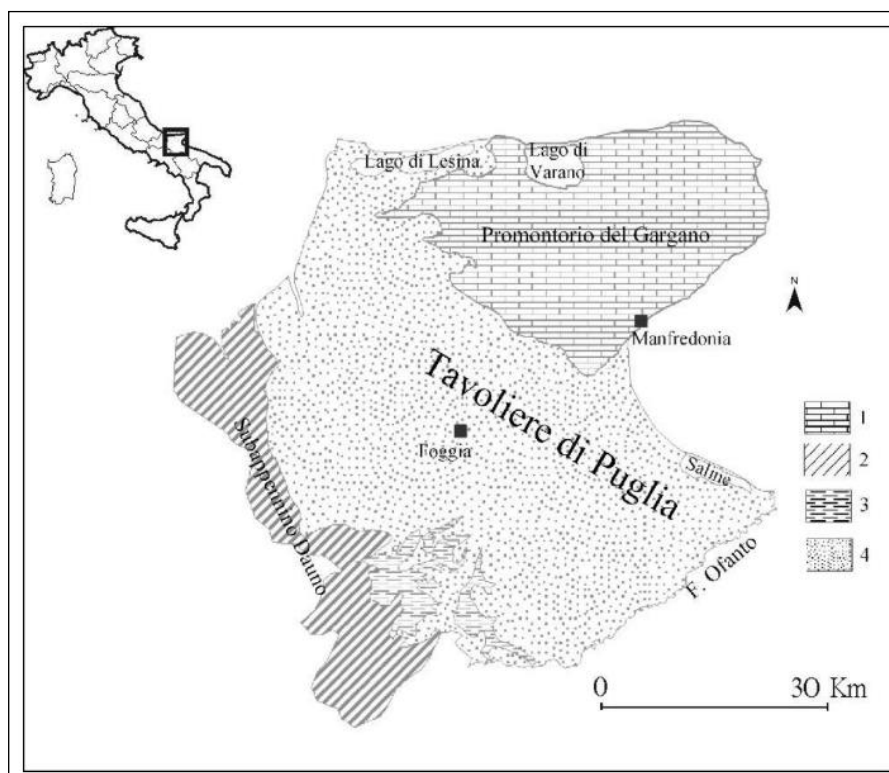 Lago di Lesina
Lago di
Varano
Promontorio del Gargano
N
Manfredonia
Tavoliere di Puglia
Foggia
Saline
Subappennino Dauno
F. Ofanto
1
2
3
4
0 30 Km